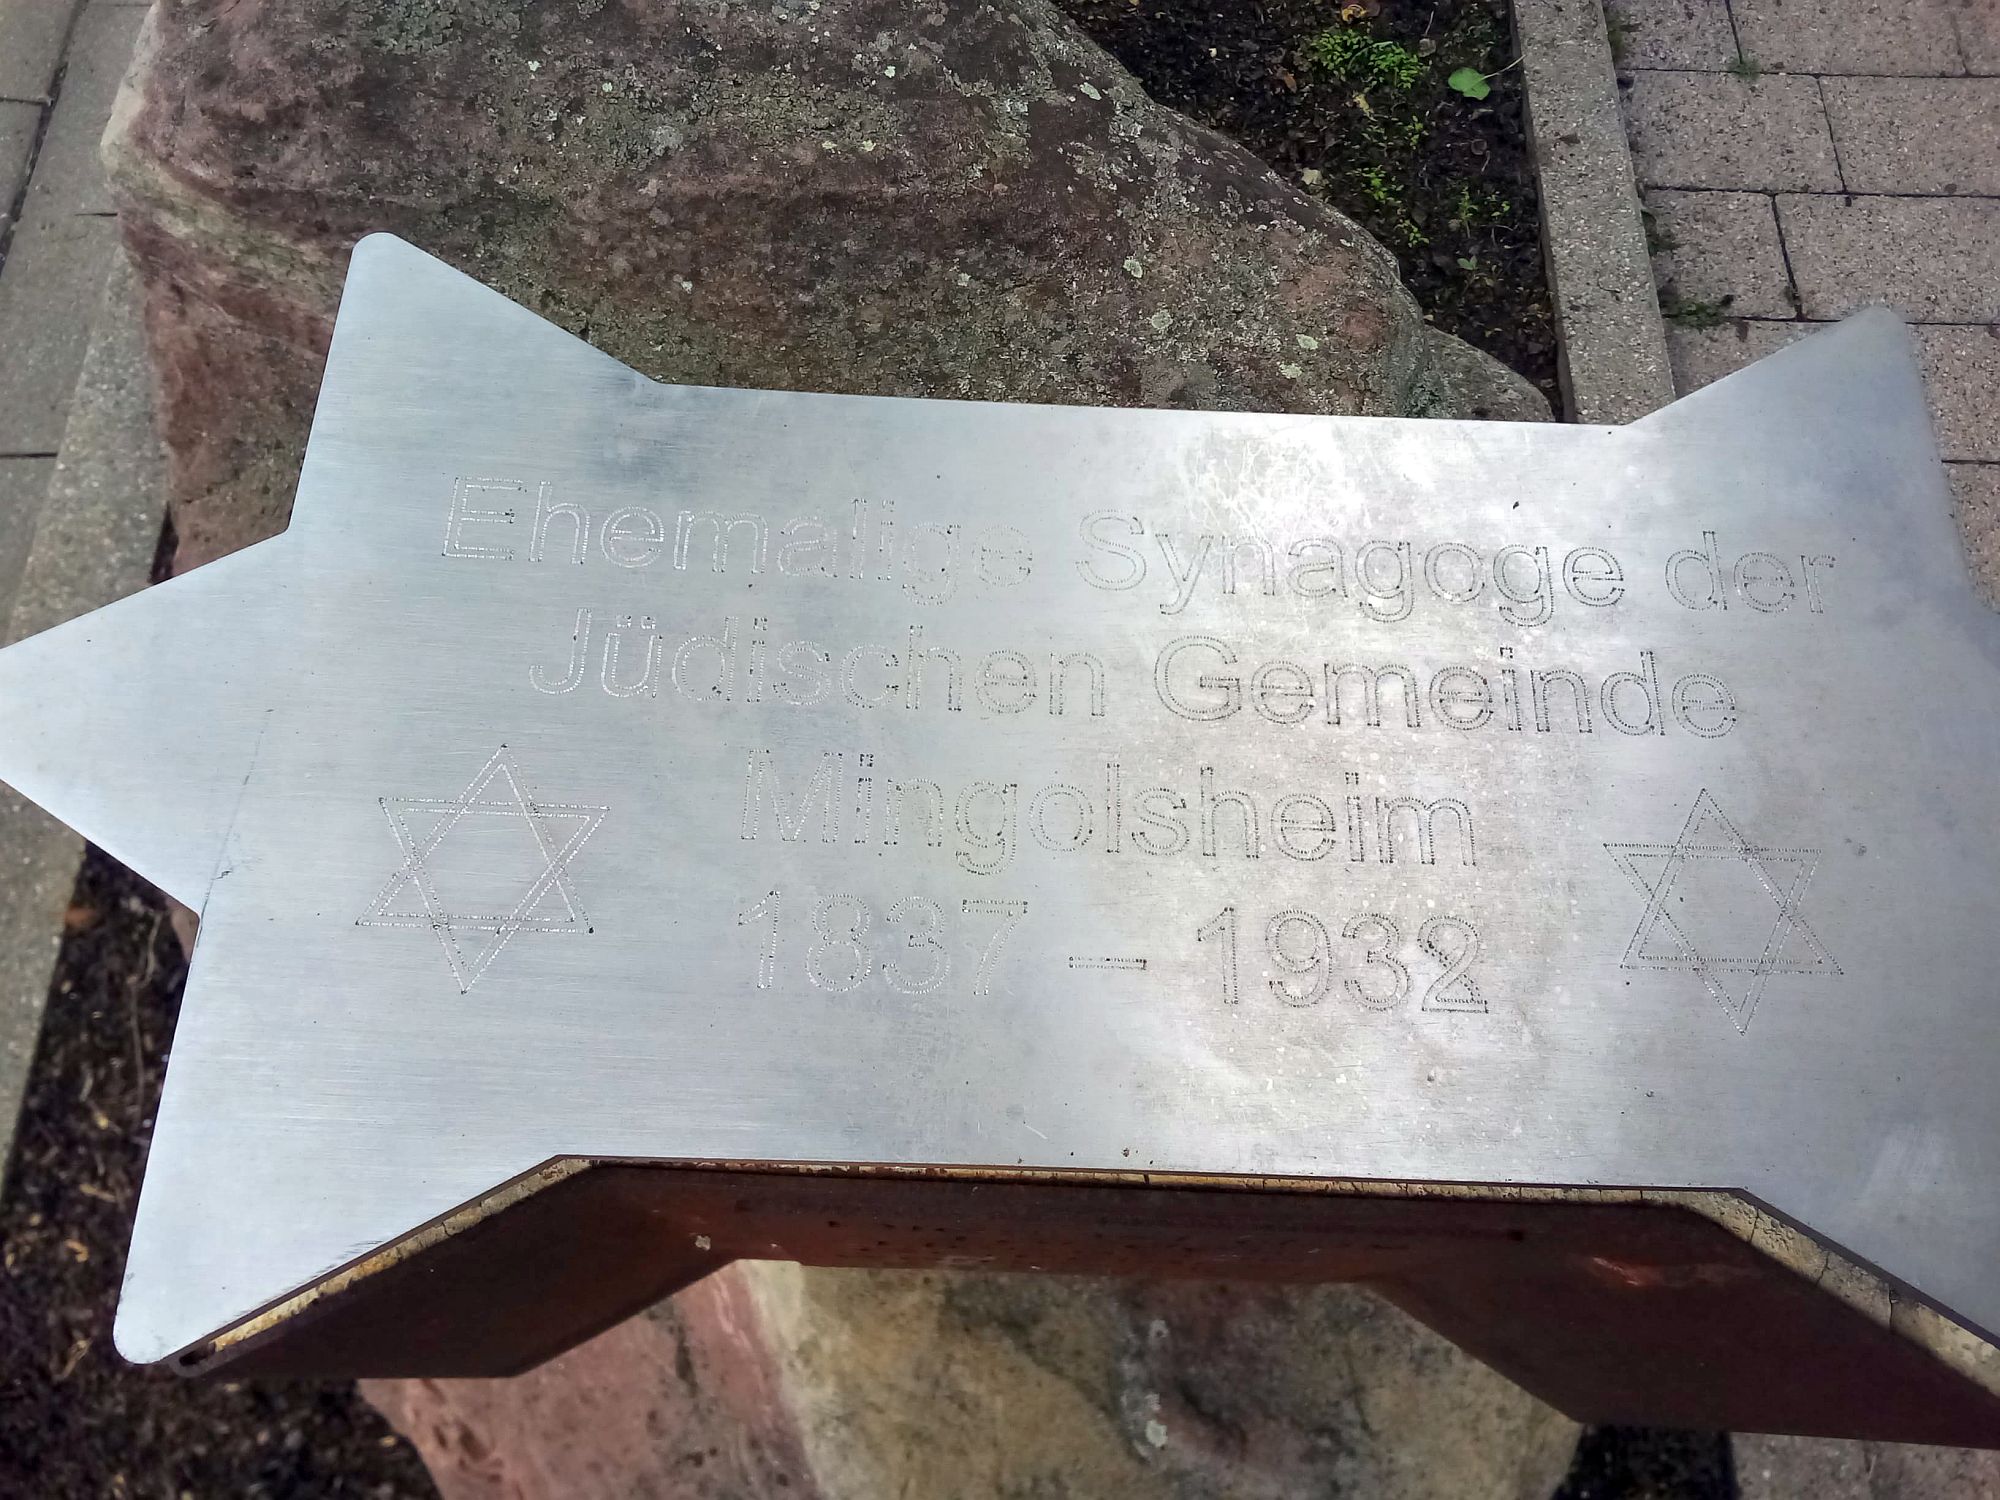 Ehemalige Synagoge der
Jüdischen Gemeinde
Mingolsheim
1837 - 1932